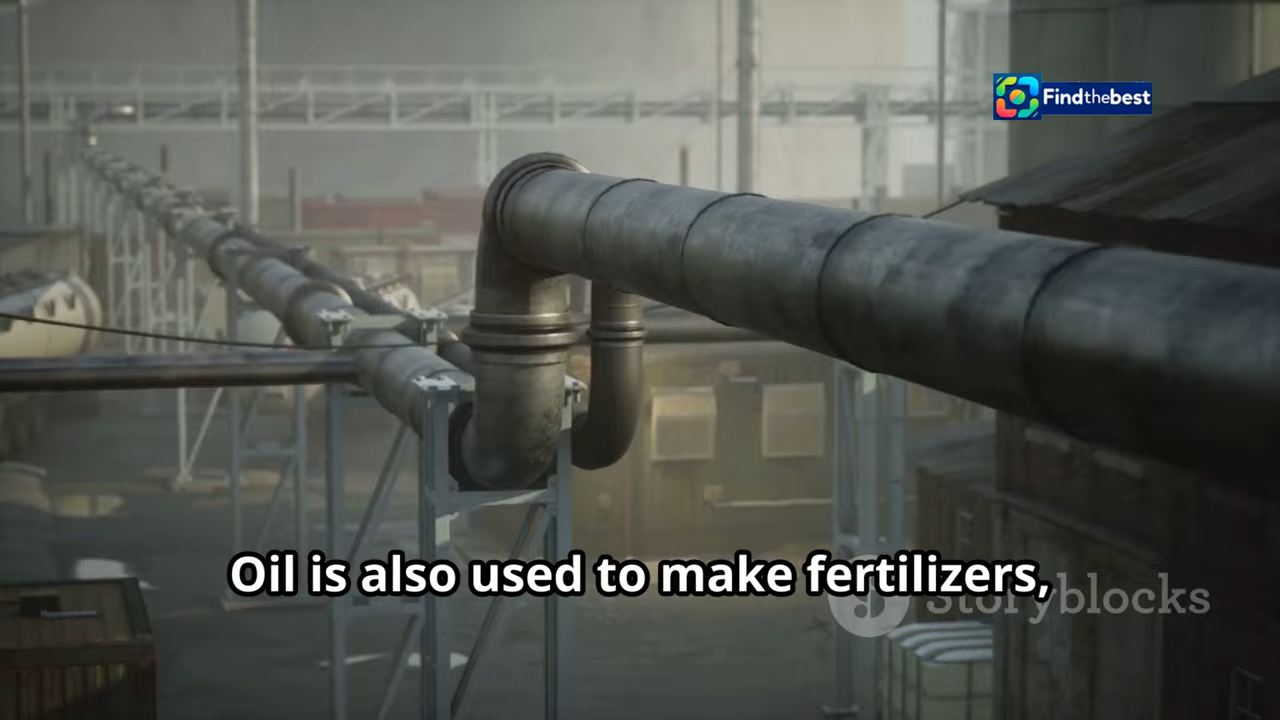 Findthebest
Oil is also used to make fertilizers,
Storyblocks